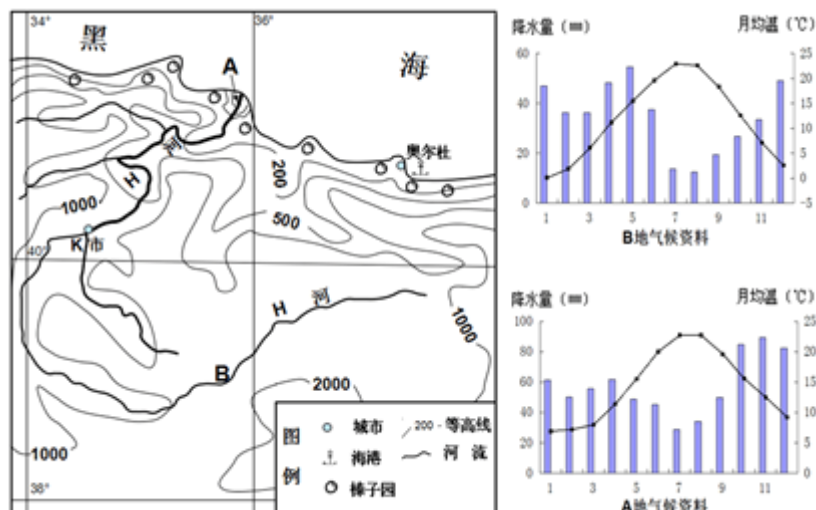 34°
36°
黑
海
A
奥尔杜
H 河
200
1000
500
K 市
40°
H 河
B
1000
2000
1000
38°
图例
城市
200 等高线
海港
河流
榛子园
降水量（㎜）
月均温（℃）
60
40
20
0
25
20
15
10
5
0
-5
1 3 5 7 9 11
B地气候资料
降水量（㎜）
月均温（℃）
100
80
60
40
20
0
25
20
15
10
5
0
1 3 5 7 9 11
A地气候资料